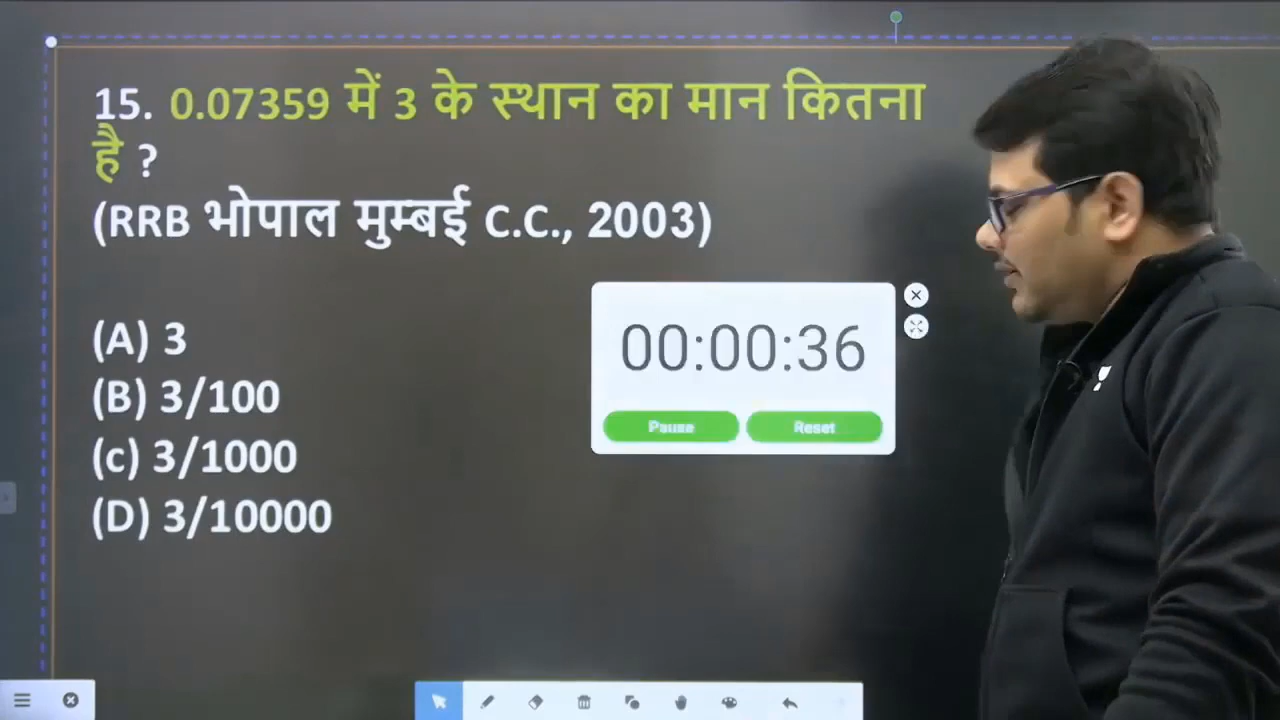 15. 0.07359 में 3 के स्थान का मान कितना
है ?
(RRB भोपाल मुम्बई C.C., 2003)
(A) 3
(B) 3/100
(c) 3/1000
(D) 3/10000
00:00:36
Pause Reset